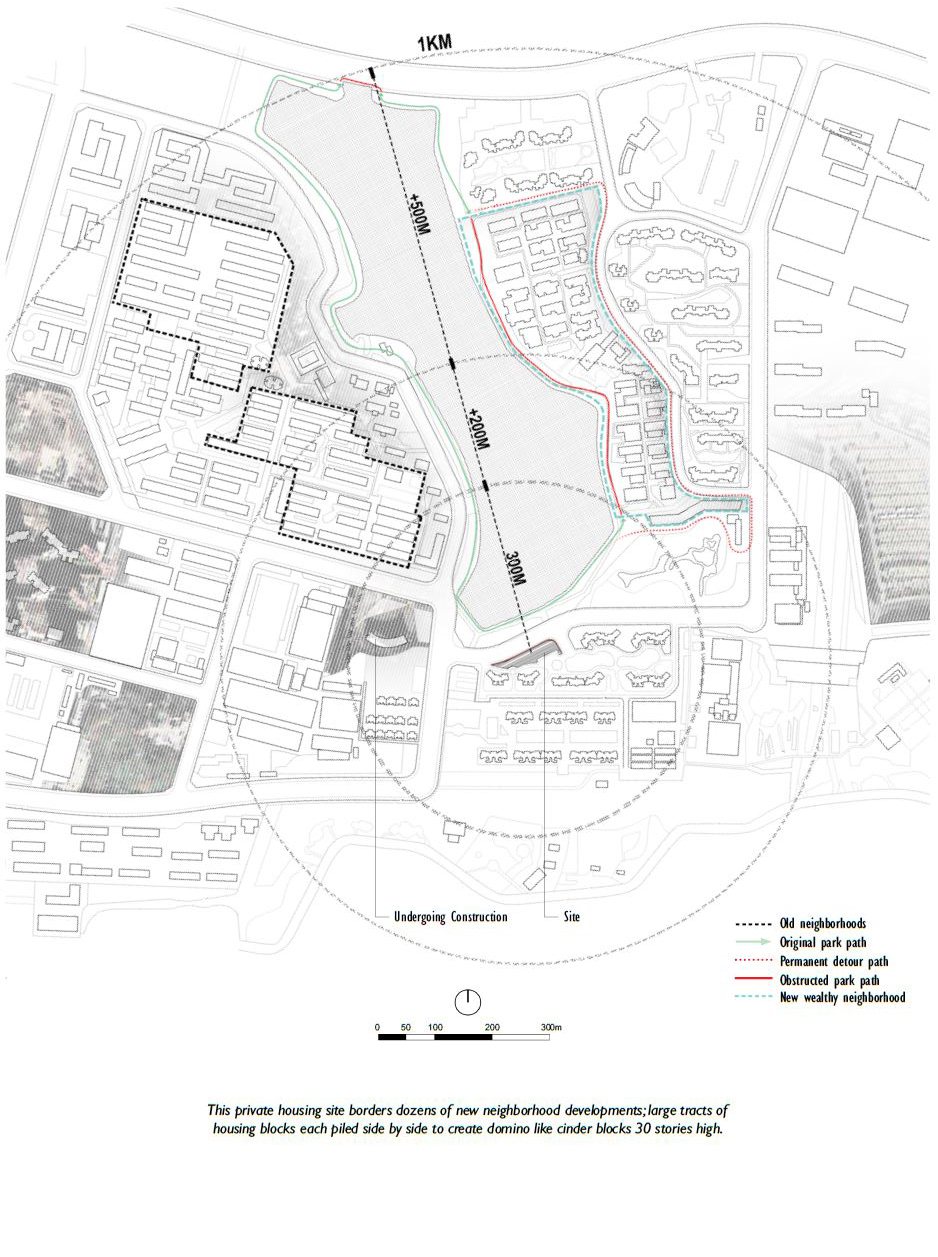 1KM
+500M
+200M
300M
Undergoing Construction
Site
Old neighborhoods
Original park path
Permanent detour path
Obstructed park path
New wealthy neighborhood
0 50 100 200 300m
This private housing site borders dozens of new neighborhood developments; large tracts of
housing blocks each piled side by side to create domino like cinder blocks 30 stories high.